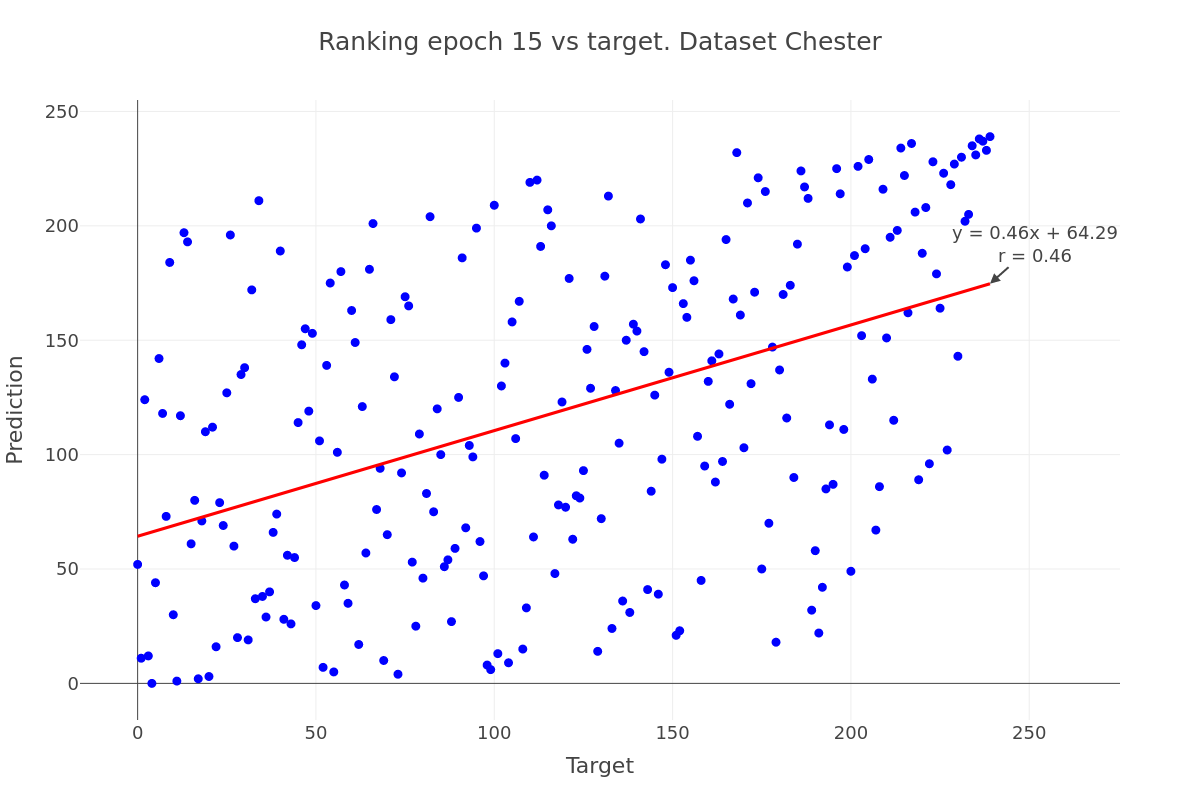 Ranking epoch 15 vs target. Dataset Chester
250
200
150
100
50
0
Prediction
y = 0.46x + 64.29
r = 0.46
0 50 100 150 200 250
Target